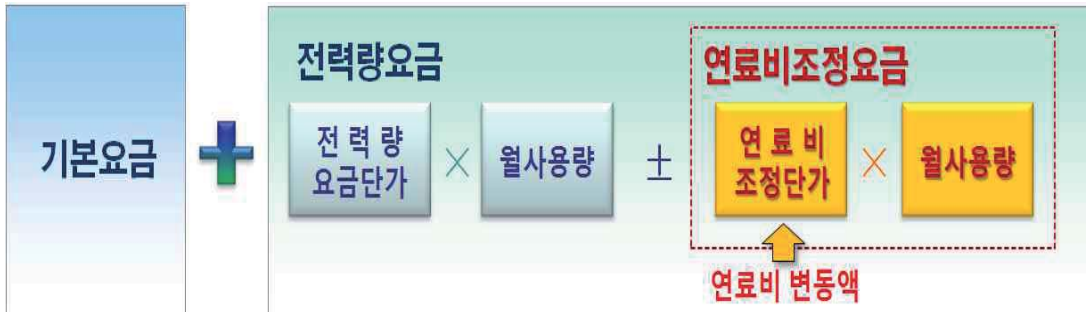 기본요금
+
전력량요금
전 력 량
요금단가
×
월사용량
±
연료비조정요금
연 료 비
조정단가
×
월사용량
연료비 변동액